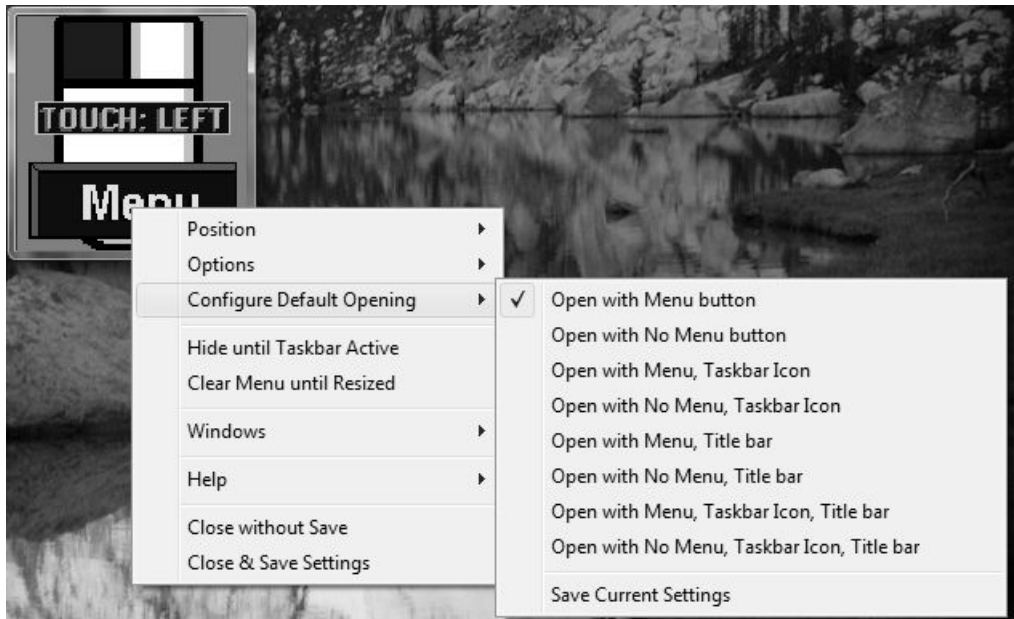 TOUCH: LEFT
Menu
Position
Options
Configure Default Opening
Hide until Taskbar Active
Clear Menu until Resized
Windows
Help
Close without Save
Close & Save Settings
Open with Menu button
Open with No Menu button
Open with Menu, Taskbar Icon
Open with No Menu, Taskbar Icon
Open with Menu, Title bar
Open with No Menu, Title bar
Open with Menu, Taskbar Icon, Title bar
Open with No Menu, Taskbar Icon, Title bar
Save Current Settings